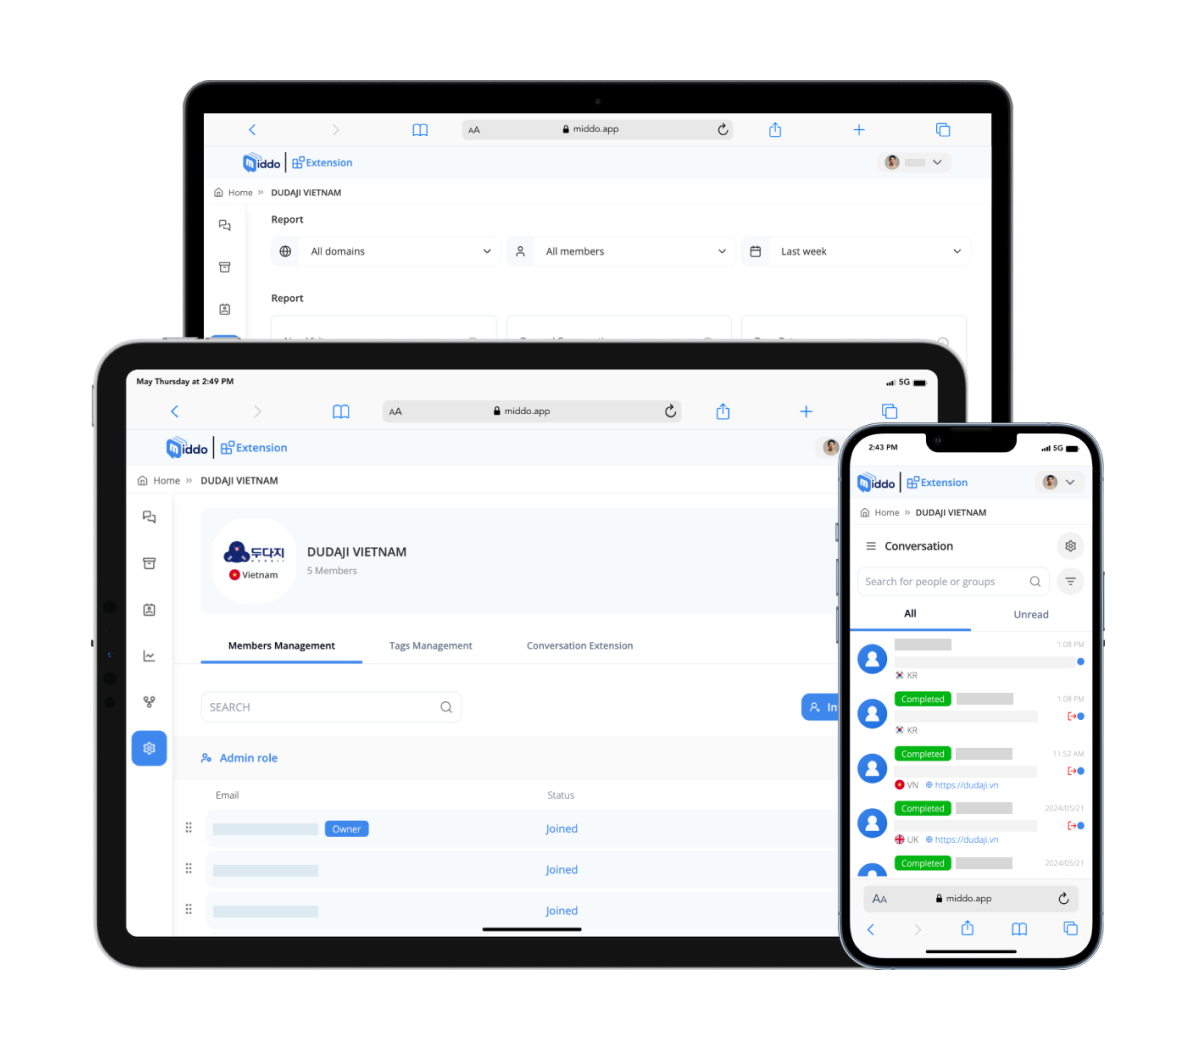 AA middo.app
middo Extension
Home » DUDAJI VIETNAM
Report
All domains All members Last week
Report
May Thursday at 2:49 PM 5G
AA middo.app
middo Extension
Home » DUDAJI VIETNAM
두다지
Vietnam
DUDAJI VIETNAM
5 Members
Members Management Tags Management Conversation Extension
SEARCH
Admin role
Email Status
Owner Joined
Joined
Joined
2:43 PM 5G
middo Extension
Home » DUDAJI VIETNAM
Conversation
Search for people or groups
All Unread
1:08 PM
KR
Completed 1:08 PM
KR
Completed 11:52 AM
VN https://dudaji.vn
Completed 2024/05/21
UK https://dudaji.vn
Completed 2024/05/21
AA middo.app